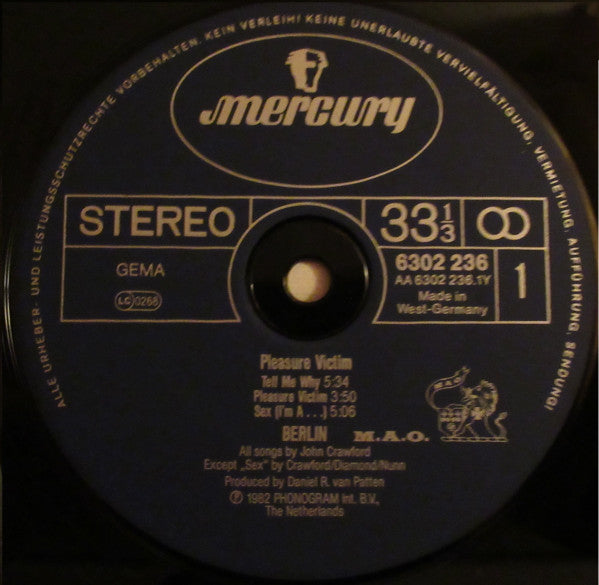 ALLE URHEBER- UND LEISTUNGSSCHUTZRECHTE VORBEHALTEN. KEIN VERLEIH! KEINE UNERLAUBTE VERVIELFÄLTIGUNG, VERMIETUNG, AUFFÜHRUNG, SENDUNG!
mercury
STEREO
33 1/3
GEMA
LC 0268
6302 236
AA 6302 236.1Y
Made in
West-Germany
1
Pleasure Victim
Tell Me Why 5:34
Pleasure Victim 3:50
Sex (I'm A . . .) 5:06
BERLIN
M.A.O.
MAO
All songs by John Crawford
Except „Sex" by Crawford/Diamond/Nunn
Produced by Daniel R. van Patten
Ⓟ 1982 PHONOGRAM Int. B.V.,
The Netherlands